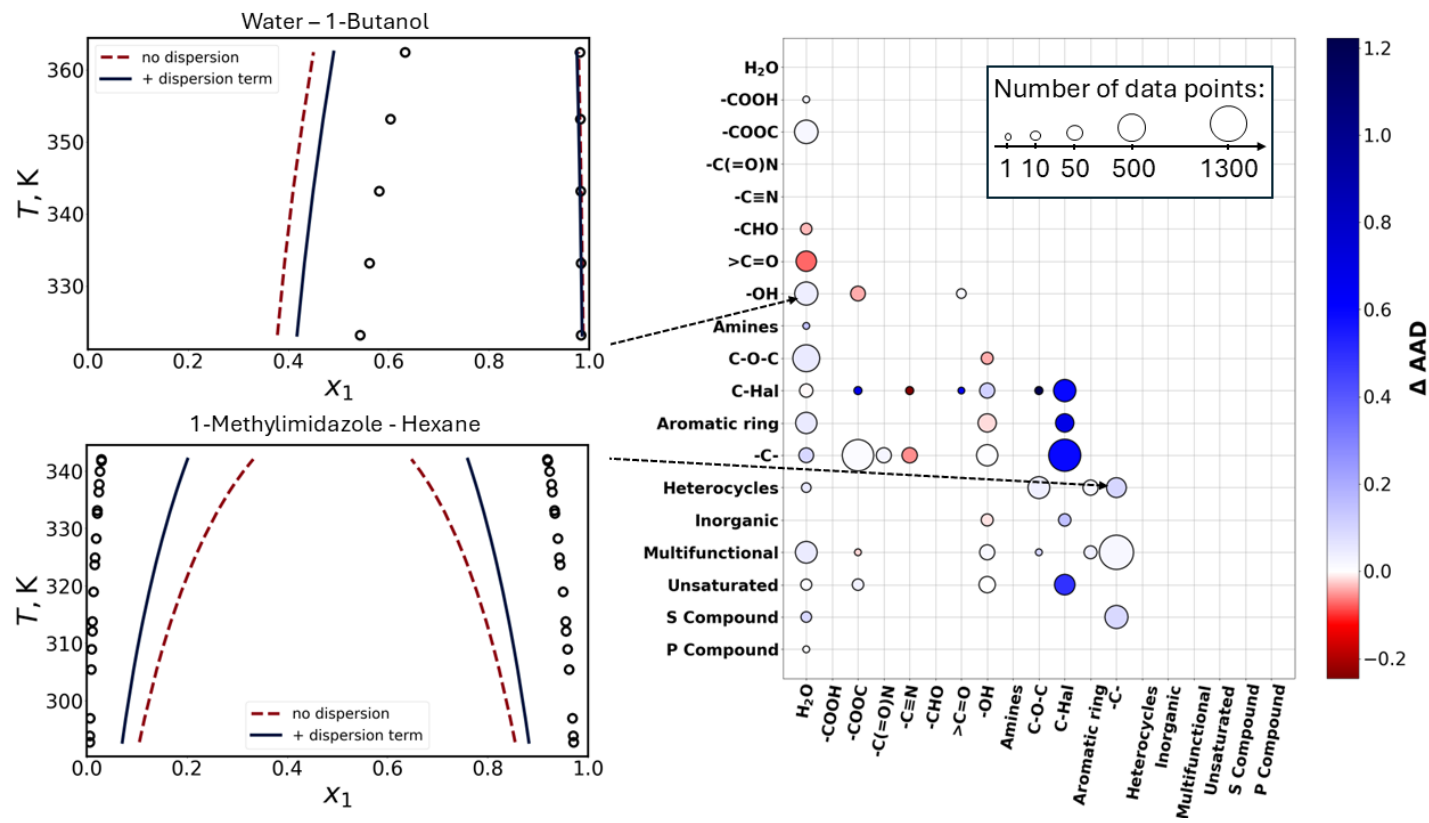 Water – 1-Butanol
no dispersion
+ dispersion term
360
350
340
330
T, K
0.0 0.2 0.4 0.6 0.8 1.0
x₁
1-Methylimidazole - Hexane
340
330
320
310
300
T, K
no dispersion
+ dispersion term
0.0 0.2 0.4 0.6 0.8 1.0
x₁
H₂O
-COOH
-COOC
-C(=O)N
-C≡N
-CHO
>C=O
-OH
Amines
C-O-C
C-Hal
Aromatic ring
-C-
Heterocycles
Inorganic
Multifunctional
Unsaturated
S Compound
P Compound
Number of data points:
1 10 50 500 1300
H₂O
-COOH
-COOC
-C(=O)N
-C≡N
-CHO
>C=O
-OH
Amines
C-O-C
C-Hal
Aromatic ring
-C-
Heterocycles
Inorganic
Multifunctional
Unsaturated
S Compound
P Compound
1.2
1.0
0.8
0.6
0.4
0.2
0.0
−0.2
Δ AAD